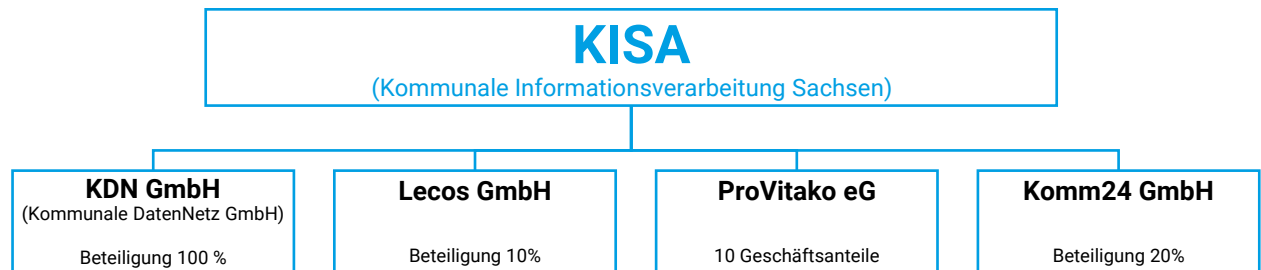 KISA
(Kommunale Informationsverarbeitung Sachsen)
KDN GmbH
(Kommunale DatenNetz GmbH)
Beteiligung 100 %
Lecos GmbH
Beteiligung 10%
ProVitako eG
10 Geschäftsanteile
Komm24 GmbH
Beteiligung 20%